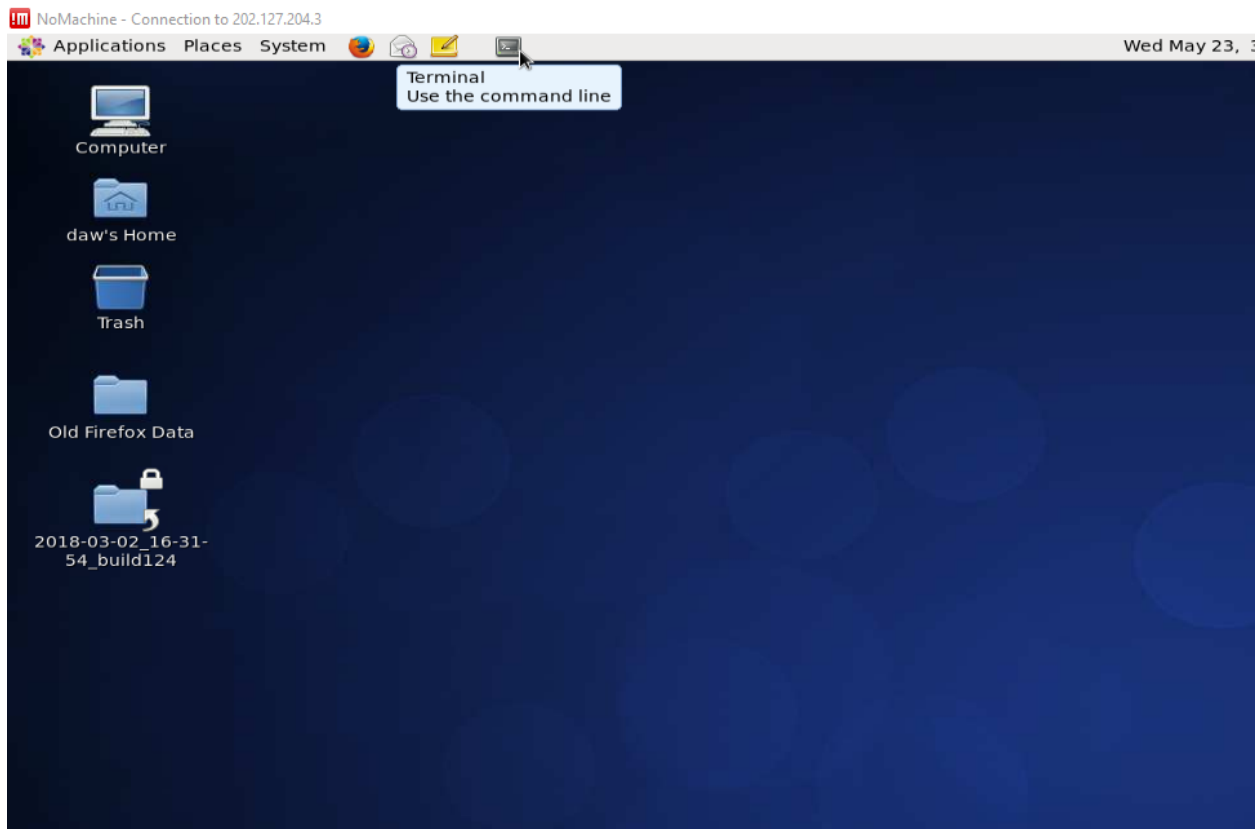 NoMachine - Connection to 202.127.204.3
Applications Places System
Wed May 23,
Terminal
Use the command line
Computer
daw's Home
Trash
Old Firefox Data
2018-03-02_16-31-
54_build124